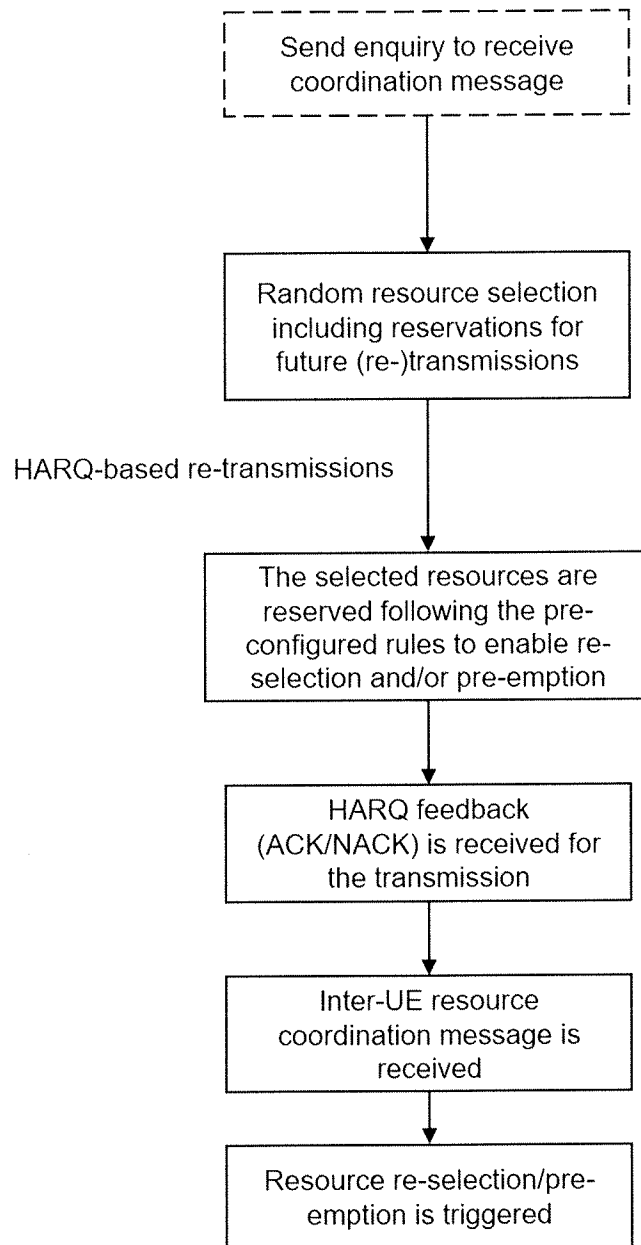 Send enquiry to receive
coordination message
Random resource selection
including reservations for
future (re-)transmissions
HARQ-based re-transmissions
The selected resources are
reserved following the pre-
configured rules to enable re-
selection and/or pre-emption
HARQ feedback
(ACK/NACK) is received for
the transmission
Inter-UE resource
coordination message is
received
Resource re-selection/pre-
emption is triggered